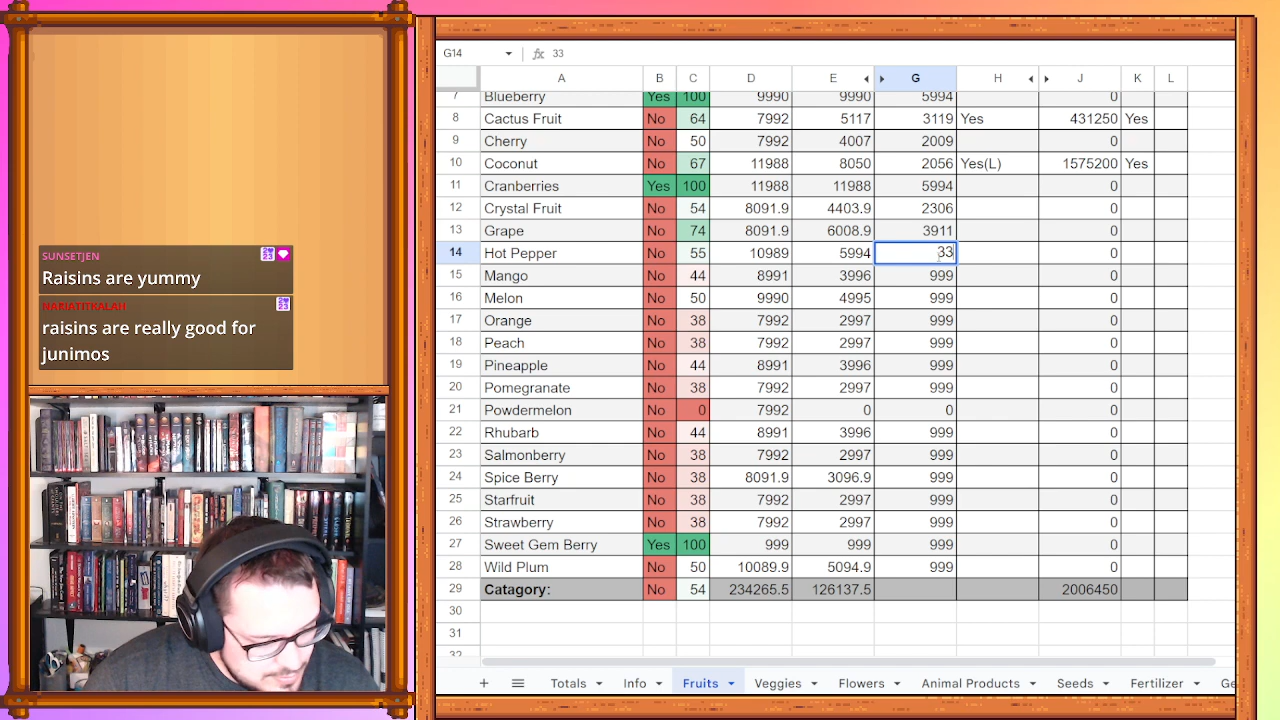 SUNSETJEN
Raisins are yummy
NARIATITKALAH
raisins are really good for
junimos
G14 fx 33
A B C D E G H J K L
7 Blueberry Yes 100 9990 9990 5994 0
8 Cactus Fruit No 64 7992 5117 3119 Yes 431250 Yes
9 Cherry No 50 7992 4007 2009 0
10 Coconut No 67 11988 8050 2056 Yes(L) 1575200 Yes
11 Cranberries Yes 100 11988 11988 5994 0
12 Crystal Fruit No 54 8091.9 4403.9 2306 0
13 Grape No 74 8091.9 6008.9 3911 0
14 Hot Pepper No 55 10989 5994 33 0
15 Mango No 44 8991 3996 999 0
16 Melon No 50 9990 4995 999 0
17 Orange No 38 7992 2997 999 0
18 Peach No 38 7992 2997 999 0
19 Pineapple No 44 8991 3996 999 0
20 Pomegranate No 38 7992 2997 999 0
21 Powdermelon No 0 7992 0 0 0
22 Rhubarb No 44 8991 3996 999 0
23 Salmonberry No 38 7992 2997 999 0
24 Spice Berry No 38 8091.9 3096.9 999 0
25 Starfruit No 38 7992 2997 999 0
26 Strawberry No 38 7992 2997 999 0
27 Sweet Gem Berry Yes 100 999 999 999 0
28 Wild Plum No 50 10089.9 5094.9 999 0
29 Catagory: No 54 234265.5 126137.5 2006450
30
31
32
Totals Info Fruits Veggies Flowers Animal Products Seeds Fertilizer Ge